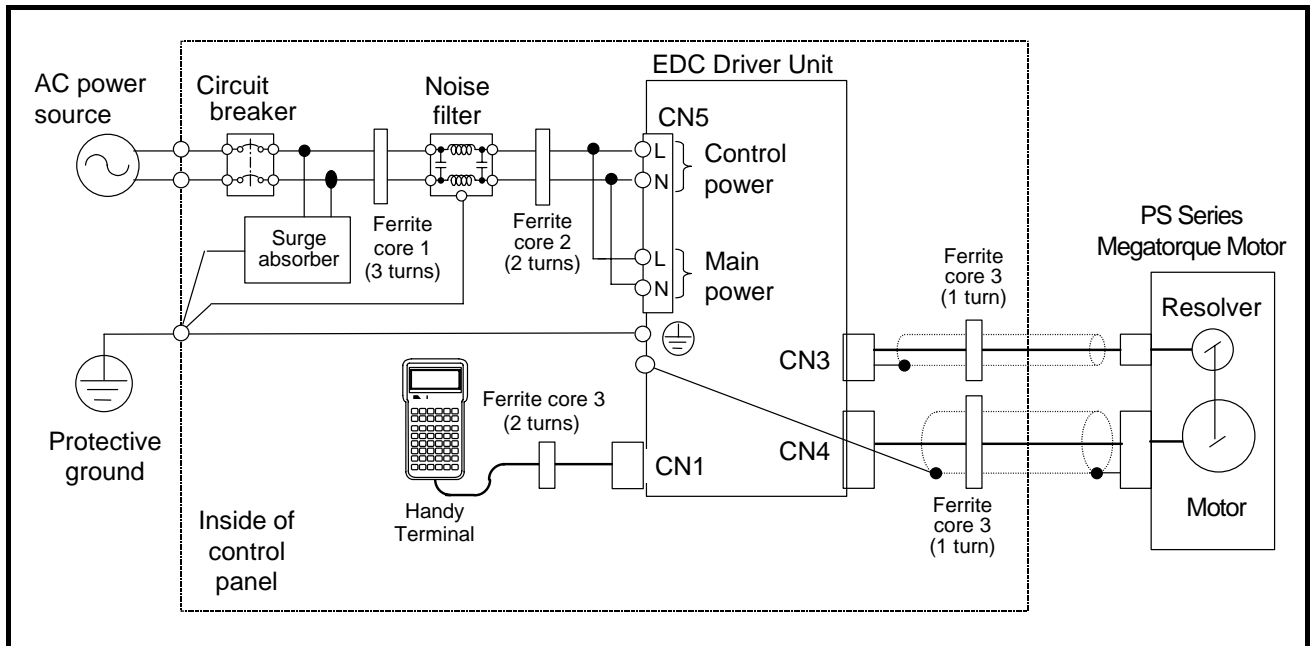 EDC Driver Unit
AC power
source
Circuit
breaker
Noise
filter
CN5
L
N
Control
power
L
N
Main
power
Surge
absorber
Ferrite
core 1
(3 turns)
Ferrite
core 2
(2 turns)
PS Series
Megatorque Motor
Ferrite
core 3
(1 turn)
Resolver
CN3
Protective
ground
Ferrite core 3
(2 turns)
CN1
CN4
Handy
Terminal
Ferrite
core 3
(1 turn)
Motor
Inside of
control
panel